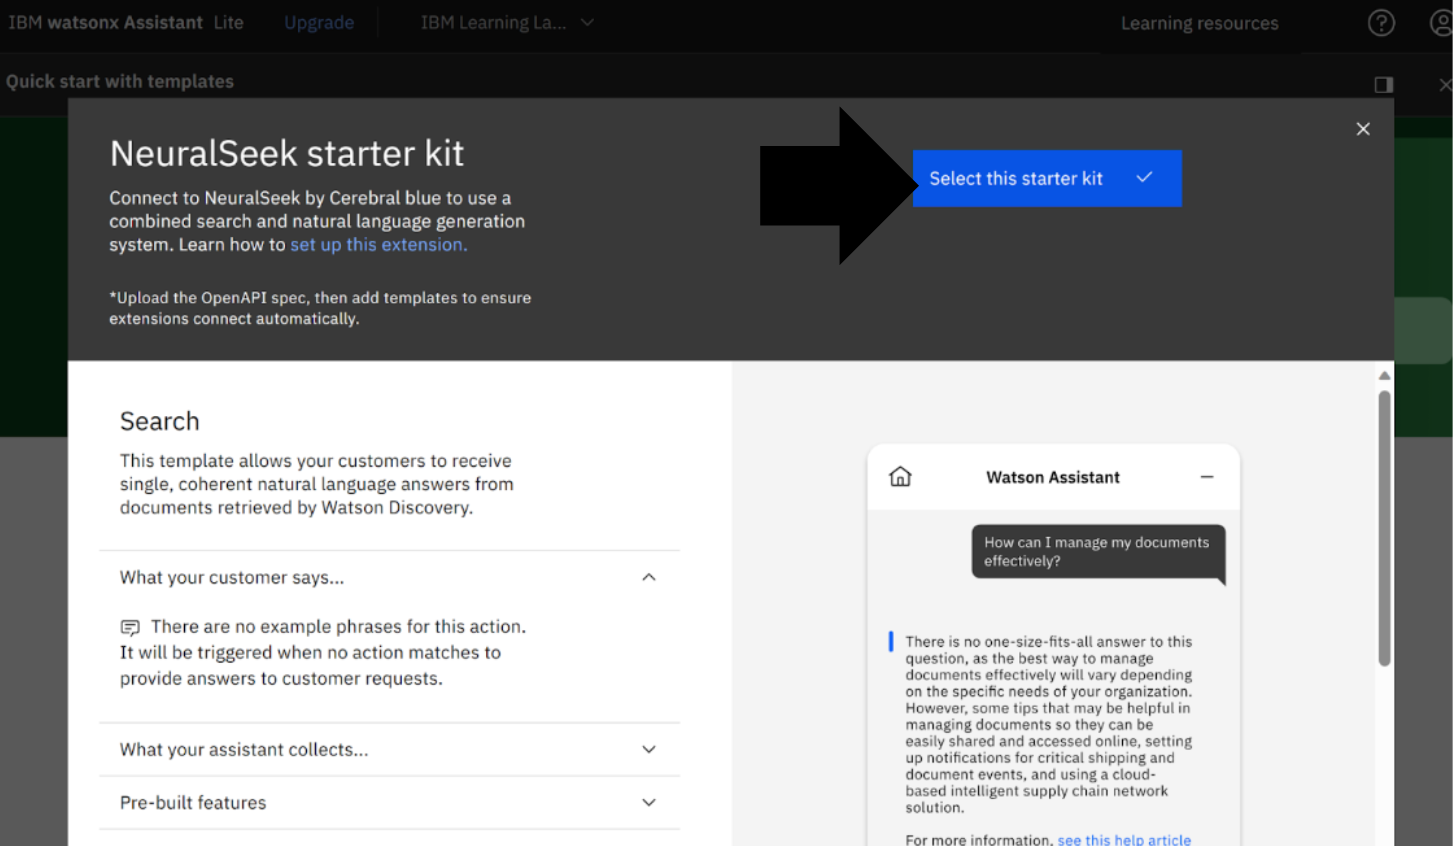 IBM watsonx Assistant Lite Upgrade IBM Learning La... Learning resources
Quick start with templates
NeuralSeek starter kit
Connect to NeuralSeek by Cerebral blue to use a
combined search and natural language generation
system. Learn how to set up this extension.
*Upload the OpenAPI spec, then add templates to ensure
extensions connect automatically.
Select this starter kit
Search
This template allows your customers to receive
single, coherent natural language answers from
documents retrieved by Watson Discovery.
What your customer says...
There are no example phrases for this action.
It will be triggered when no action matches to
provide answers to customer requests.
What your assistant collects...
Pre-built features
Watson Assistant
How can I manage my documents
effectively?
There is no one-size-fits-all answer to this
question, as the best way to manage
documents effectively will vary depending
on the specific needs of your organization.
However, some tips that may be helpful in
managing documents so they can be
easily shared and accessed online, setting
up notifications for critical shipping and
document events, and using a cloud-
based intelligent supply chain network
solution.
For more information, see this help article